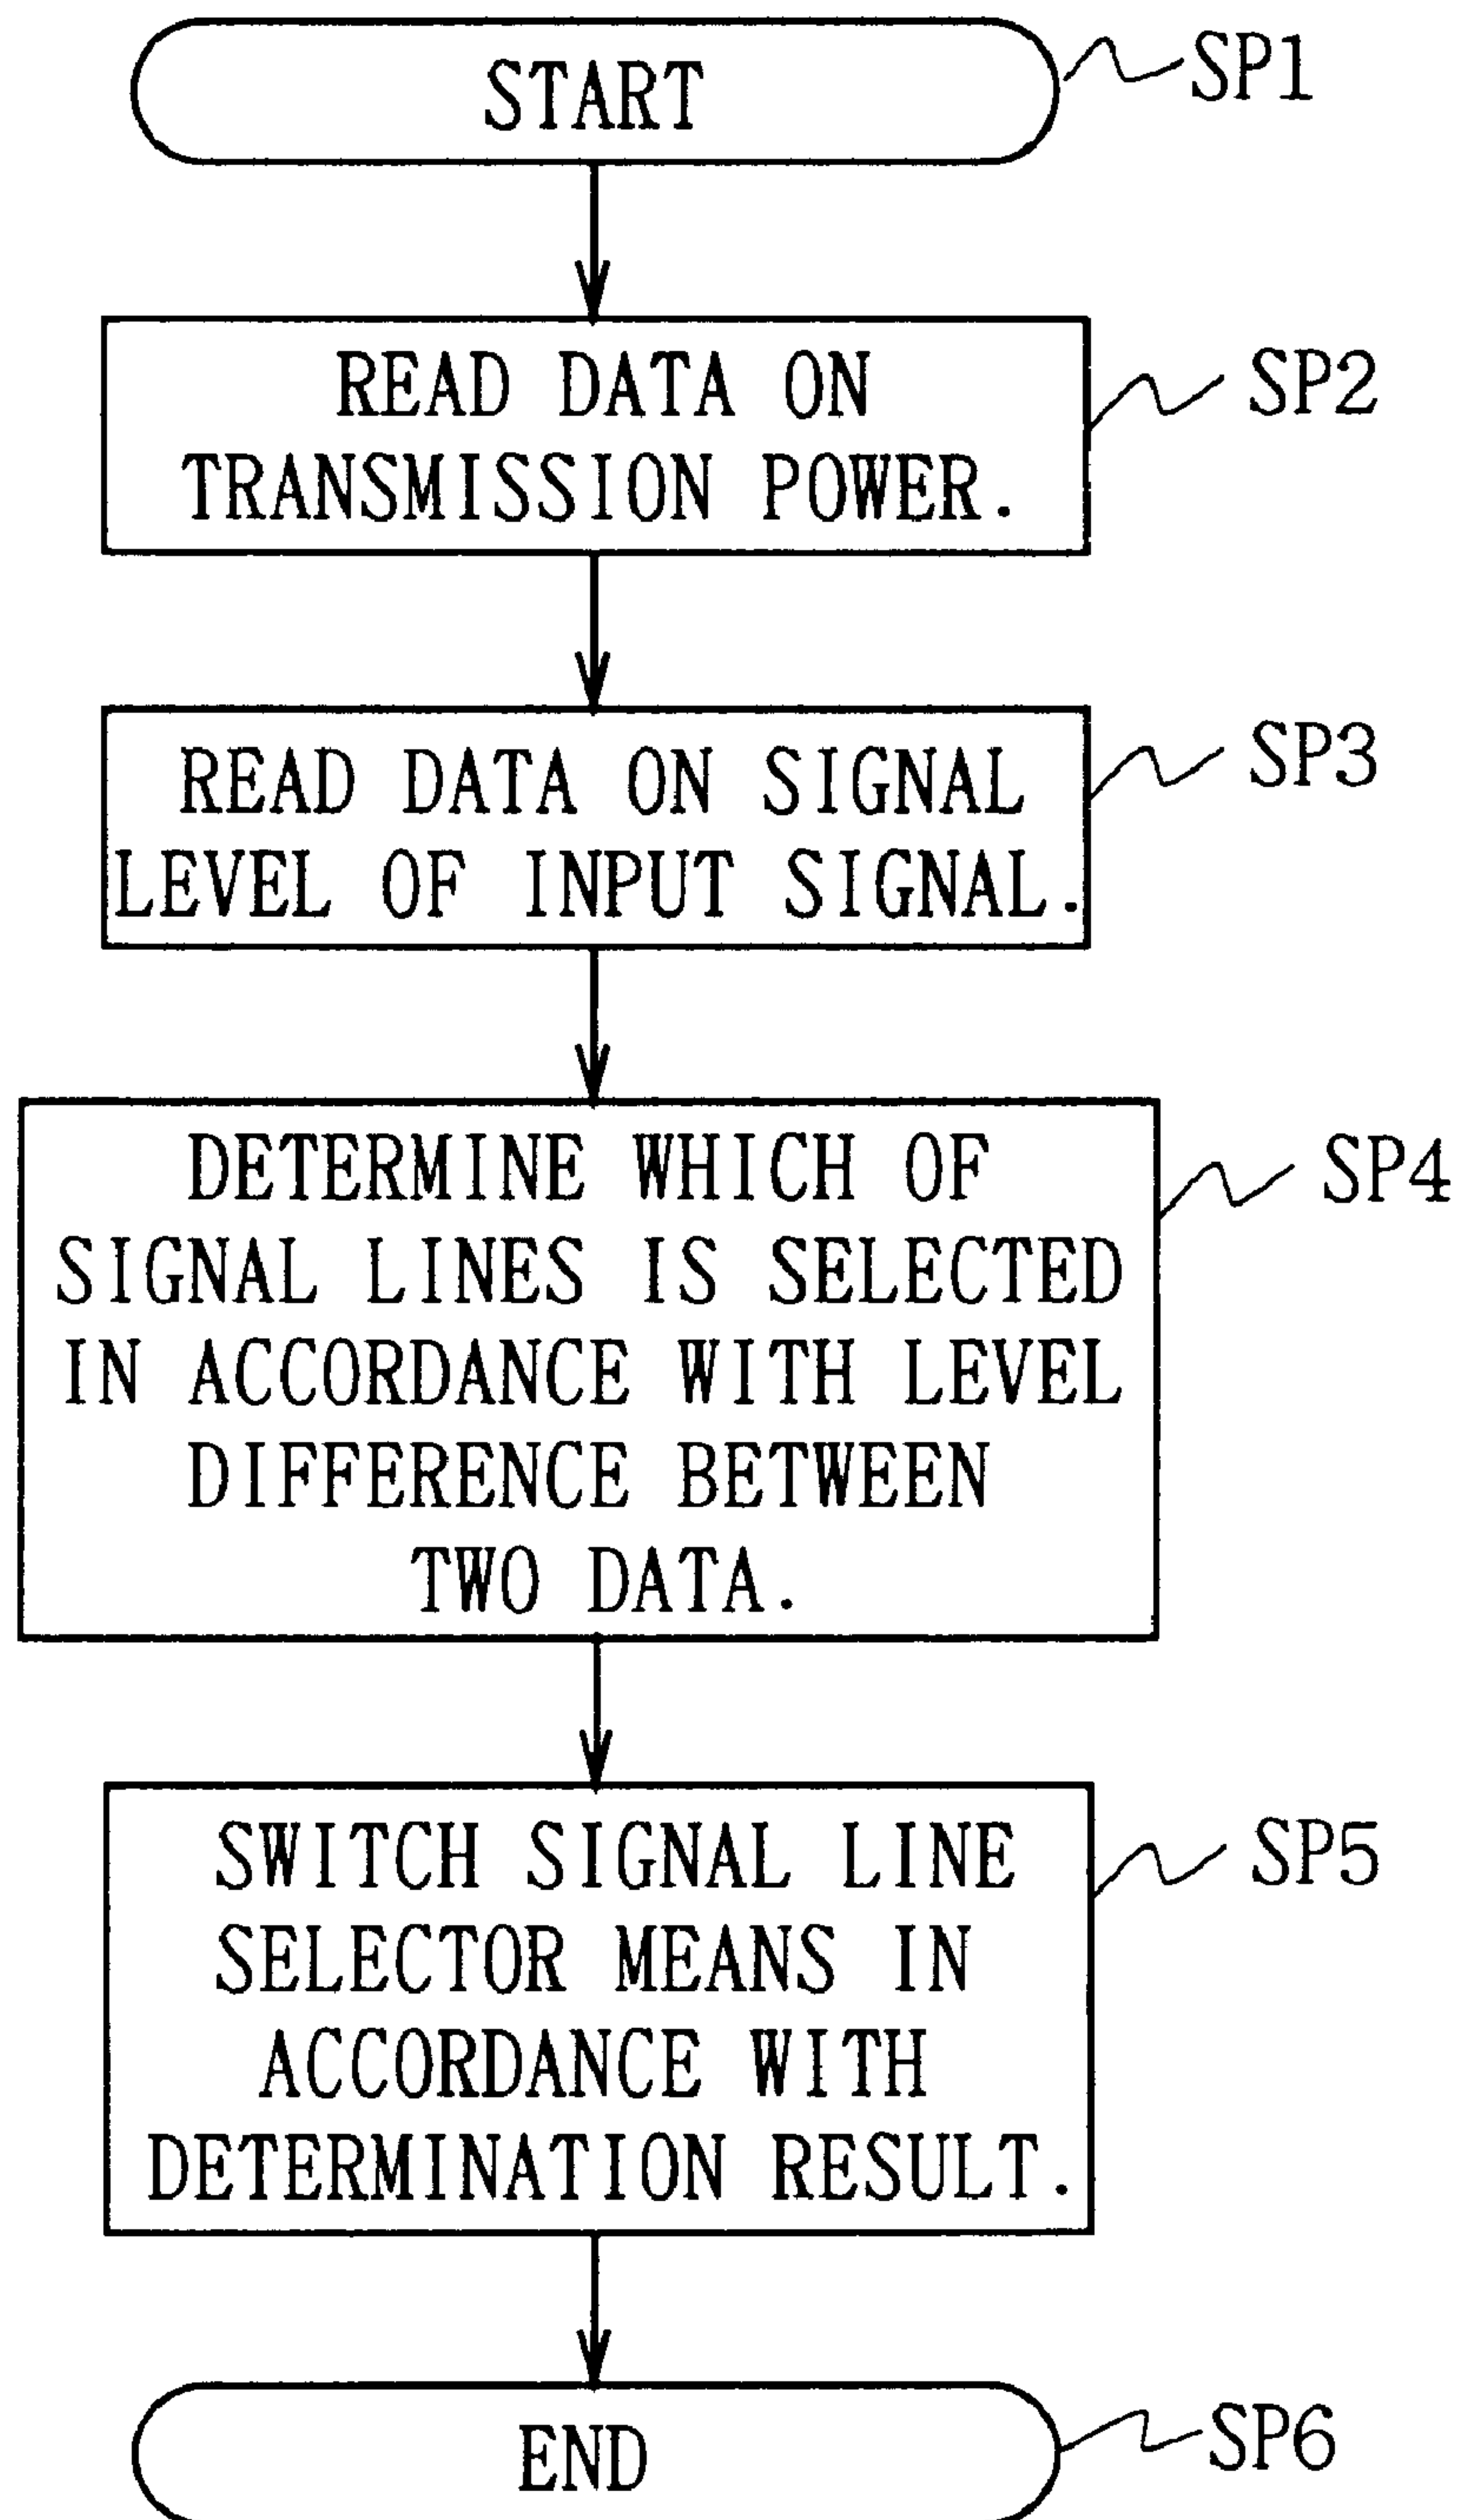 START
SP1
READ DATA ON
TRANSMISSION POWER.
SP2
READ DATA ON SIGNAL
LEVEL OF INPUT SIGNAL.
SP3
DETERMINE WHICH OF
SIGNAL LINES IS SELECTED
IN ACCORDANCE WITH LEVEL
DIFFERENCE BETWEEN
TWO DATA.
SP4
SWITCH SIGNAL LINE
SELECTOR MEANS IN
ACCORDANCE WITH
DETERMINATION RESULT.
SP5
END
SP6